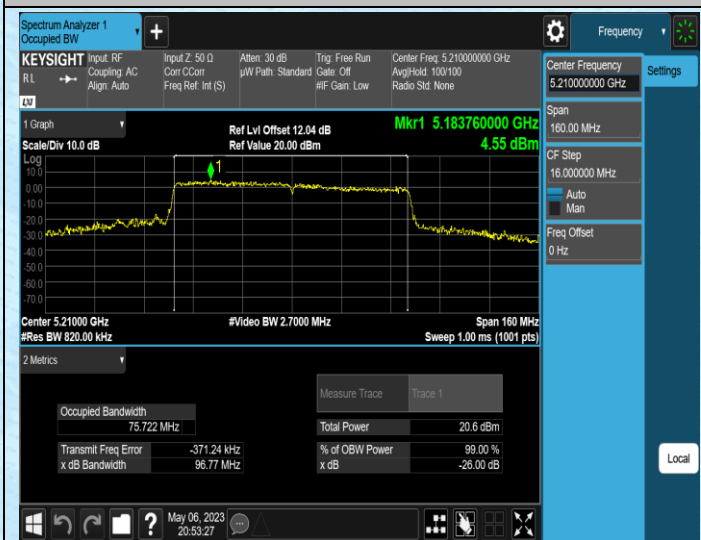 Spectrum Analyzer 1
Occupied BW
Frequency
KEYSIGHT
RL
LXI
Input: RF
Coupling: AC
Align: Auto
Input Z: 50 Ω
Corr CCorr
Freq Ref: Int (S)
Atten: 30 dB
µW Path: Standard
Trig: Free Run
Gate: Off
#IF Gain: Low
Center Freq: 5.210000000 GHz
Avg|Hold: 100/100
Radio Std: None
Center Frequency
5.210000000 GHz
Settings
Span
160.00 MHz
CF Step
16.000000 MHz
Auto
Man
Freq Offset
0 Hz
1 Graph
Scale/Div 10.0 dB
Ref Lvl Offset 12.04 dB
Ref Value 20.00 dBm
Mkr1 5.183760000 GHz
4.55 dBm
Log
10.0
0.00
-10.0
-20.0
-30.0
-40.0
-50.0
-60.0
-70.0
1
Center 5.21000 GHz
#Res BW 820.00 kHz
#Video BW 2.7000 MHz
Span 160 MHz
Sweep 1.00 ms (1001 pts)
2 Metrics
Measure Trace Trace 1
Occupied Bandwidth
75.722 MHz
Total Power 20.6 dBm
Transmit Freq Error -371.24 kHz
% of OBW Power 99.00 %
x dB Bandwidth 96.77 MHz
x dB -26.00 dB
Local
May 06, 2023
20:53:27